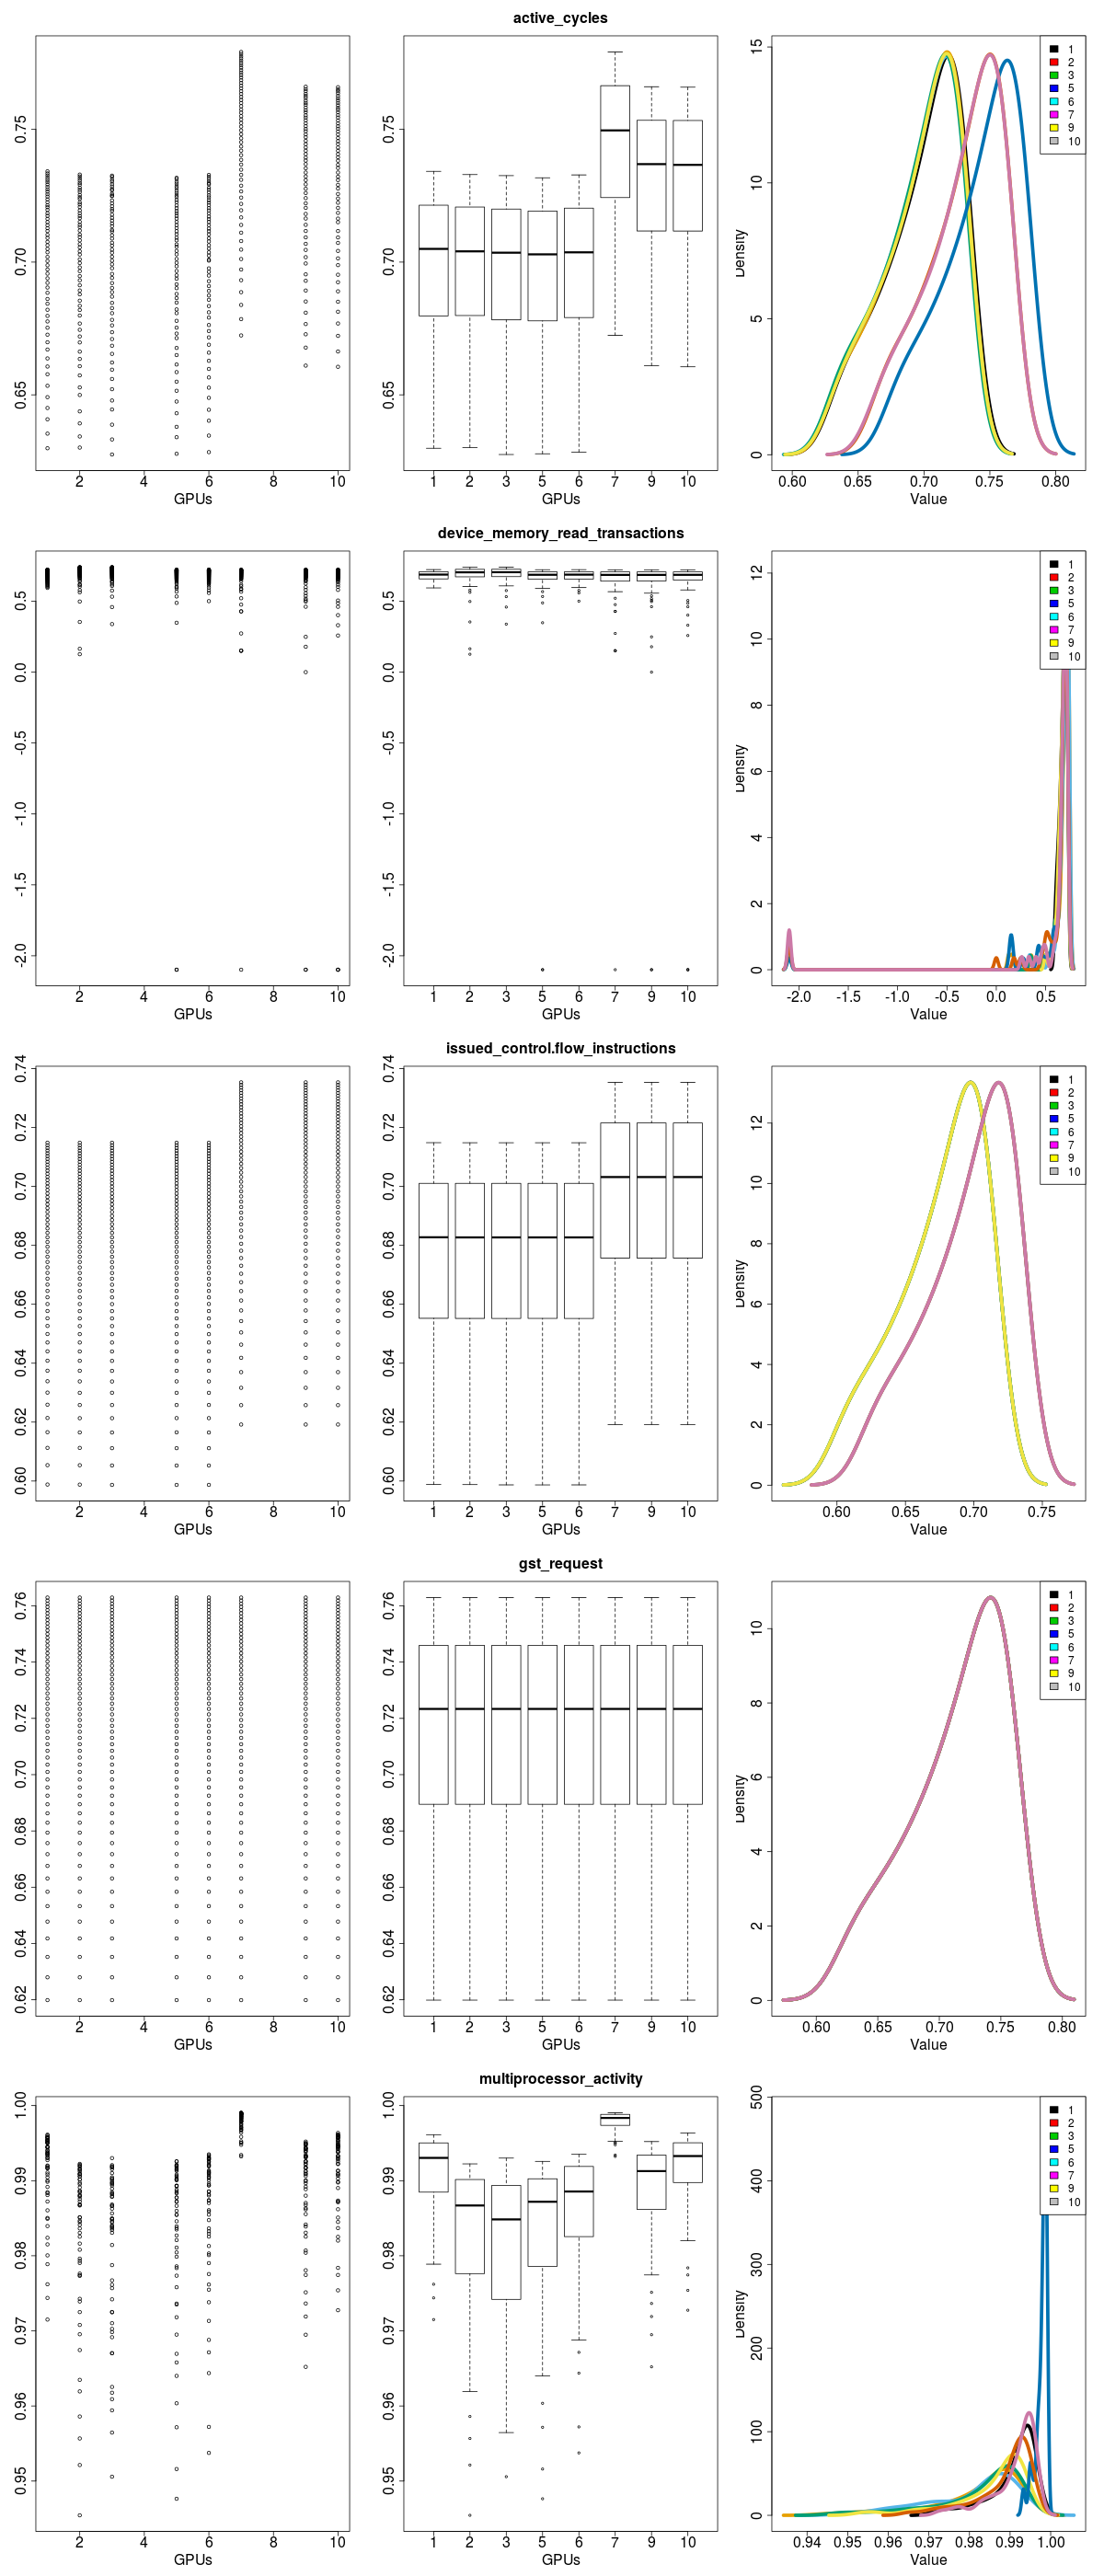 active_cycles
0.65 0.70 0.75
2 4 6 8 10
GPUs
0.65 0.70 0.75
1 2 3 5 6 7 9 10
GPUs
Density
0 5 10 15
0.60 0.65 0.70 0.75 0.80
Value
1
2
3
5
6
7
9
10
device_memory_read_transactions
-2.0 -1.5 -1.0 -0.5 0.0 0.5
2 4 6 8 10
GPUs
-2.0 -1.5 -1.0 -0.5 0.0 0.5
1 2 3 5 6 7 9 10
GPUs
Density
0 2 4 6 8 10 12
-2.0 -1.5 -1.0 -0.5 0.0 0.5
Value
1
2
3
5
6
7
9
10
issued_control.flow_instructions
0.60 0.62 0.64 0.66 0.68 0.70 0.72 0.74
2 4 6 8 10
GPUs
0.60 0.62 0.64 0.66 0.68 0.70 0.72 0.74
1 2 3 5 6 7 9 10
GPUs
Density
0 2 4 6 8 10 12
0.60 0.65 0.70 0.75
Value
1
2
3
5
6
7
9
10
gst_request
0.62 0.64 0.66 0.68 0.70 0.72 0.74 0.76
2 4 6 8 10
GPUs
0.62 0.64 0.66 0.68 0.70 0.72 0.74 0.76
1 2 3 5 6 7 9 10
GPUs
Density
0 2 4 6 8 10
0.60 0.65 0.70 0.75 0.80
Value
1
2
3
5
6
7
9
10
multiprocessor_activity
0.95 0.96 0.97 0.98 0.99 1.00
2 4 6 8 10
GPUs
0.95 0.96 0.97 0.98 0.99 1.00
1 2 3 5 6 7 9 10
GPUs
Density
0 100 200 300 400 500
0.94 0.95 0.96 0.97 0.98 0.99 1.00
Value
1
2
3
5
6
7
9
10